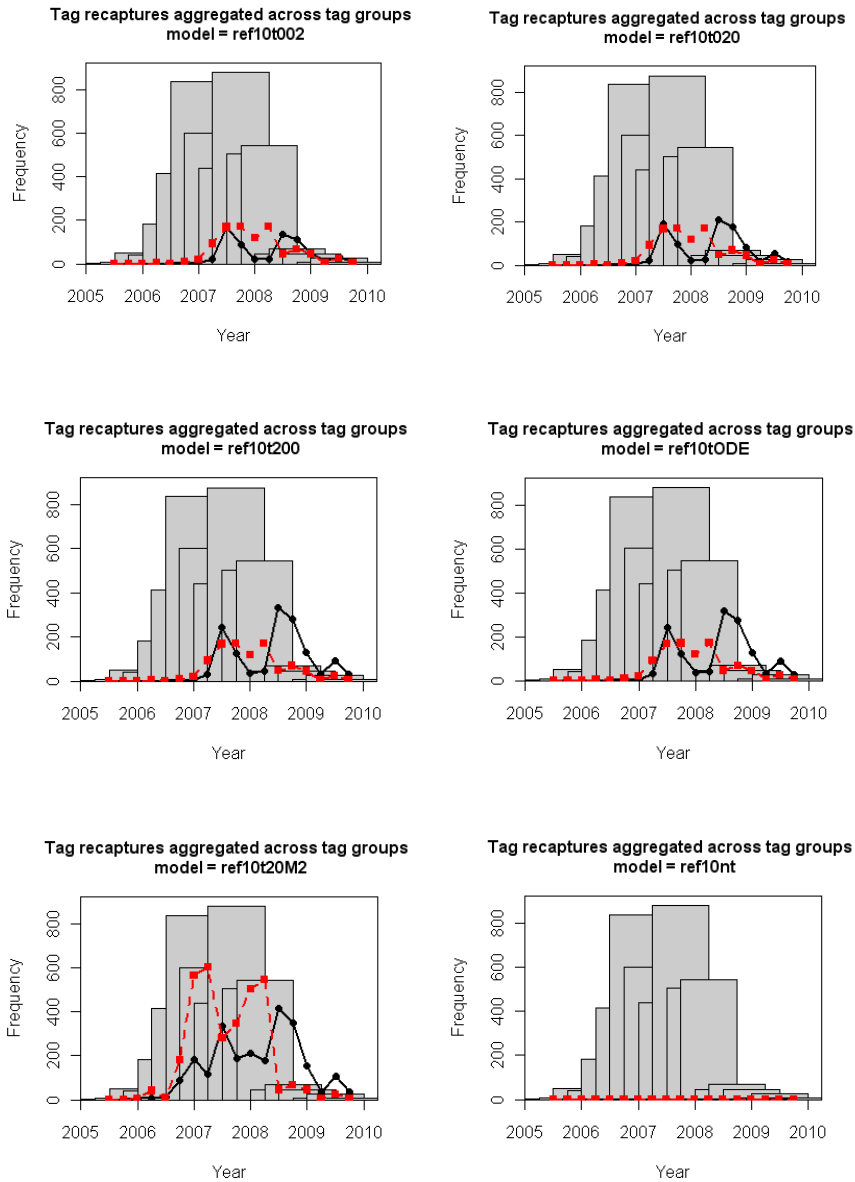 Tag recaptures aggregated across tag groups
model = ref10t002
Frequency
0 200 400 600 800
2005 2006 2007 2008 2009 2010
Year
Tag recaptures aggregated across tag groups
model = ref10t020
Frequency
0 200 400 600 800
2005 2006 2007 2008 2009 2010
Year
Tag recaptures aggregated across tag groups
model = ref10t200
Frequency
0 200 400 600 800
2005 2006 2007 2008 2009 2010
Year
Tag recaptures aggregated across tag groups
model = ref10tODE
Frequency
0 200 400 600 800
2005 2006 2007 2008 2009 2010
Year
Tag recaptures aggregated across tag groups
model = ref10t20M2
Frequency
0 200 400 600 800
2005 2006 2007 2008 2009 2010
Year
Tag recaptures aggregated across tag groups
model = ref10nt
Frequency
0 200 400 600 800
2005 2006 2007 2008 2009 2010
Year